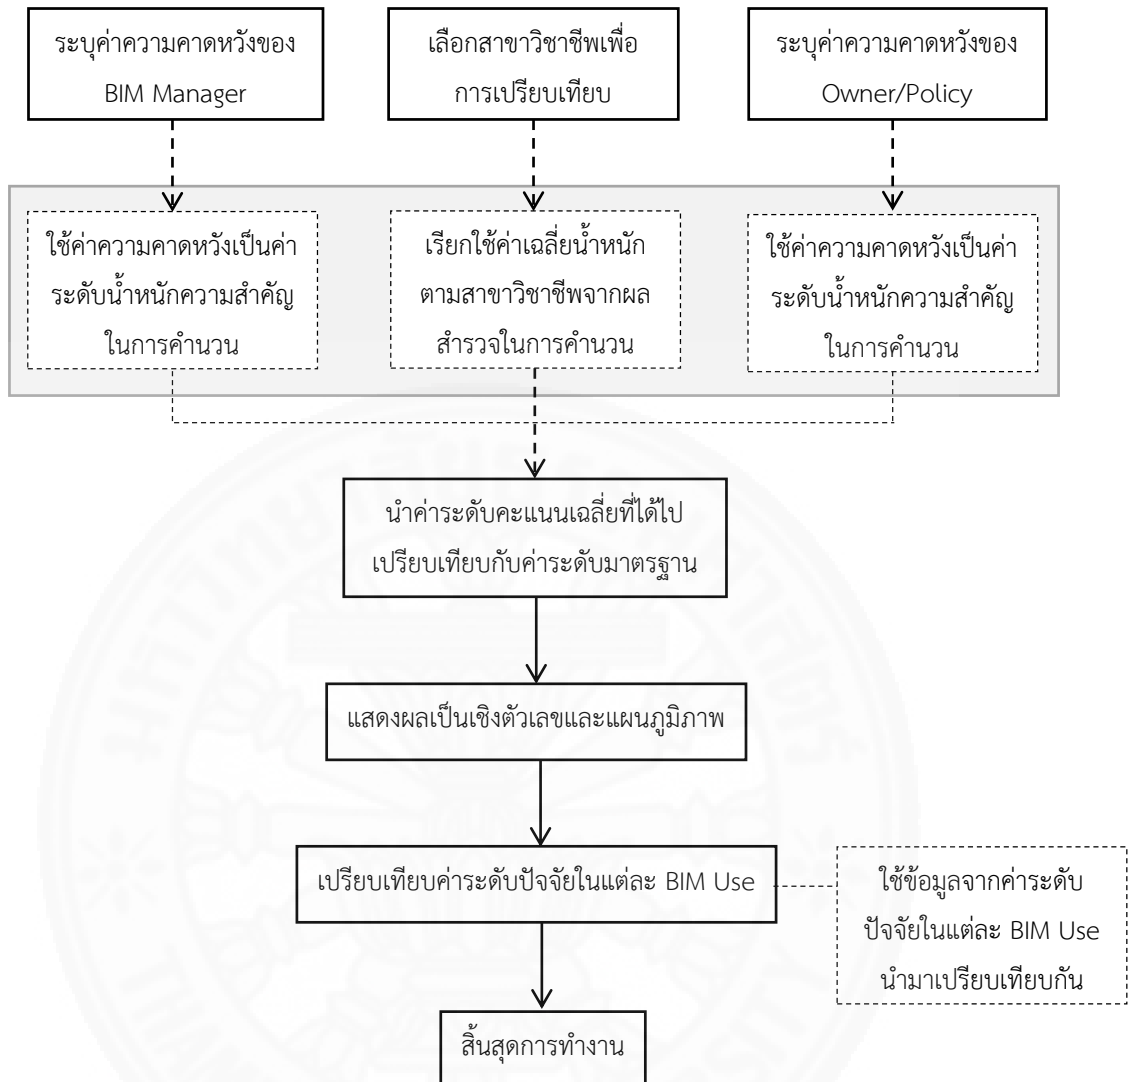 ระบุค่าความคาดหวังของ
BIM Manager
เลือกสาขาวิชาชีพเพื่อ
การเปรียบเทียบ
ระบุค่าความคาดหวังของ
Owner/Policy
ใช้ค่าความคาดหวังเป็นค่า
ระดับน้ำหนักความสำคัญ
ในการคำนวน
เรียกใช้ค่าเฉลี่ยน้ำหนัก
ตามสาขาวิชาชีพจากผล
สำรวจในการคำนวน
ใช้ค่าความคาดหวังเป็นค่า
ระดับน้ำหนักความสำคัญ
ในการคำนวน
นำค่าระดับคะแนนเฉลี่ยที่ได้ไป
เปรียบเทียบกับค่าระดับมาตรฐาน
แสดงผลเป็นเชิงตัวเลขและแผนภูมิภาพ
เปรียบเทียบค่าระดับปัจจัยในแต่ละ BIM Use
ใช้ข้อมูลจากค่าระดับ
ปัจจัยในแต่ละ BIM Use
นำมาเปรียบเทียบกัน
สิ้นสุดการทำงาน